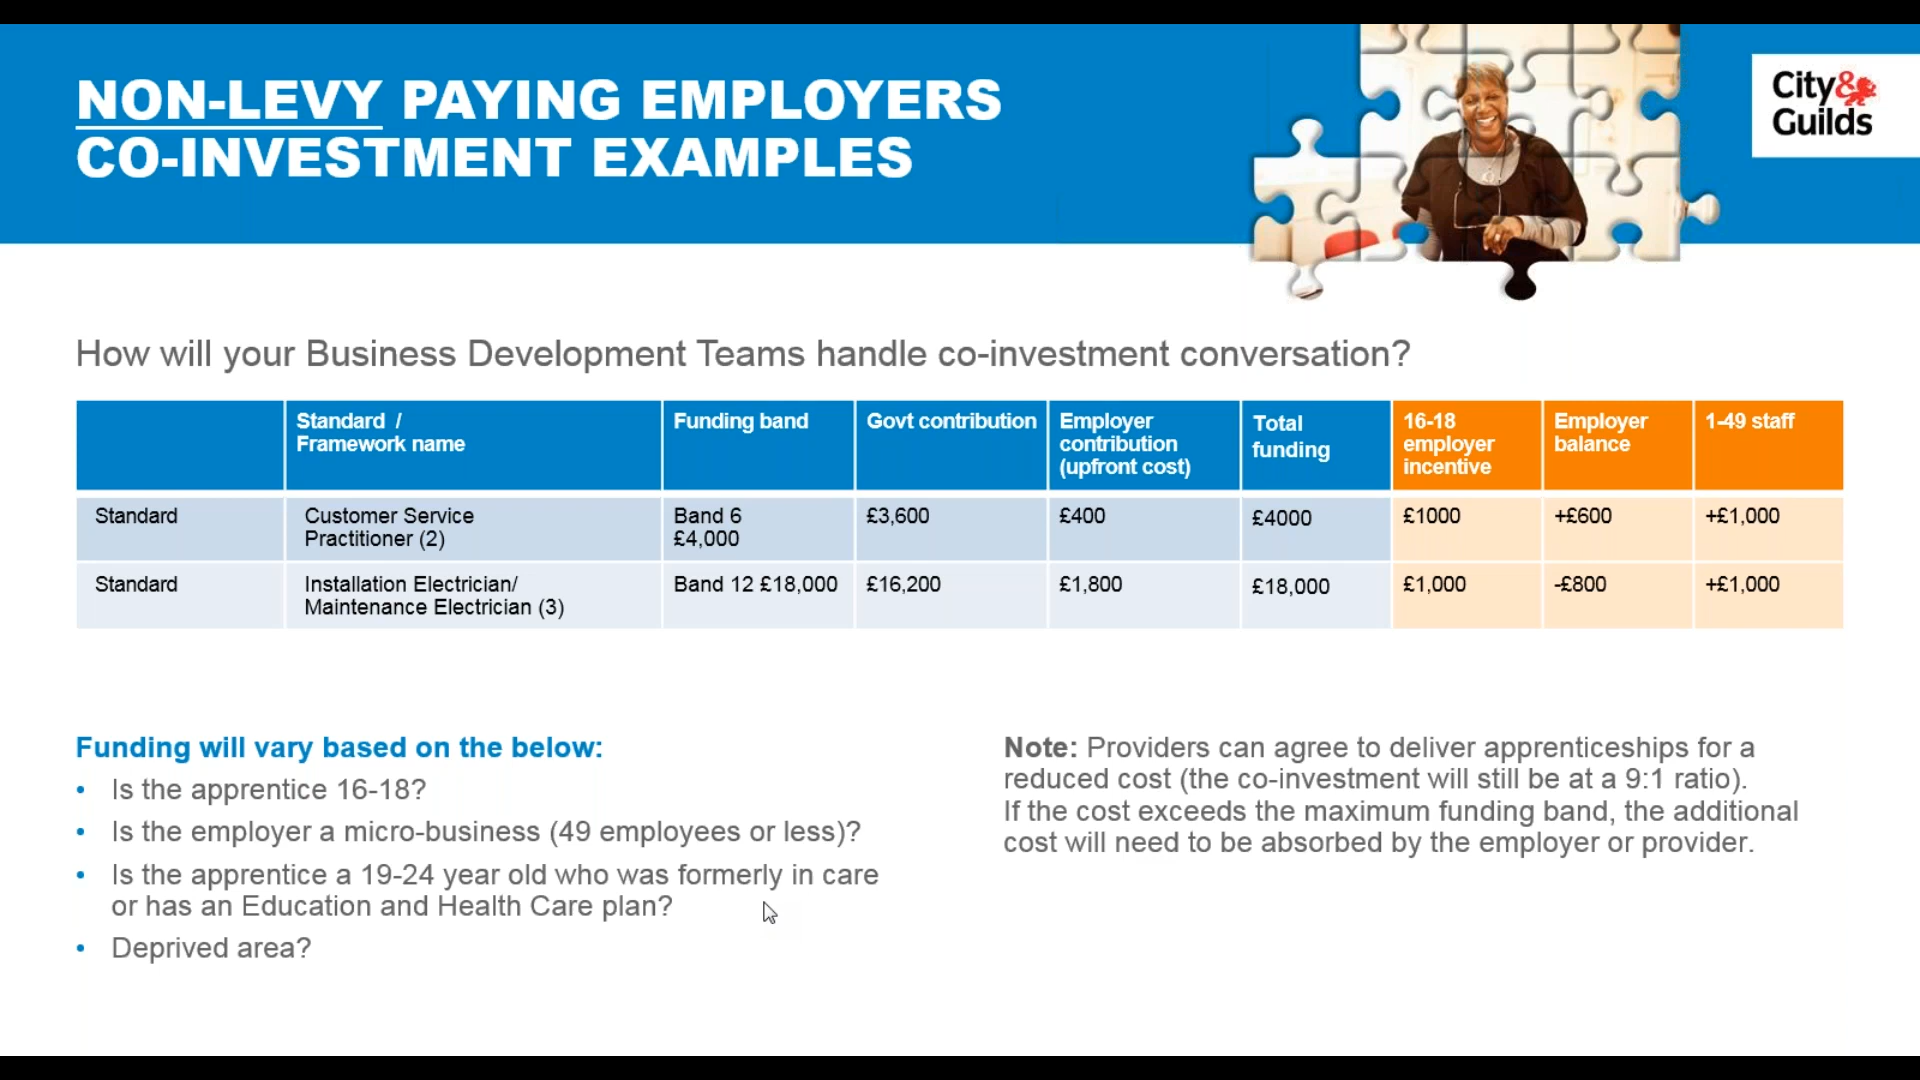 NON-LEVY PAYING EMPLOYERS
CO-INVESTMENT EXAMPLES
City&
Guilds
How will your Business Development Teams handle co-investment conversation?
Standard / Framework name | Funding band | Govt contribution | Employer contribution (upfront cost) | Total funding | 16-18 employer incentive | Employer balance | 1-49 staff
Standard | Customer Service Practitioner (2) | Band 6 £4,000 | £3,600 | £400 | £4000 | £1000 | +£600 | +£1,000
Standard | Installation Electrician/ Maintenance Electrician (3) | Band 12 £18,000 | £16,200 | £1,800 | £18,000 | £1,000 | -£800 | +£1,000
Funding will vary based on the below:
• Is the apprentice 16-18?
• Is the employer a micro-business (49 employees or less)?
• Is the apprentice a 19-24 year old who was formerly in care
or has an Education and Health Care plan?
• Deprived area?
Note: Providers can agree to deliver apprenticeships for a
reduced cost (the co-investment will still be at a 9:1 ratio).
If the cost exceeds the maximum funding band, the additional
cost will need to be absorbed by the employer or provider.